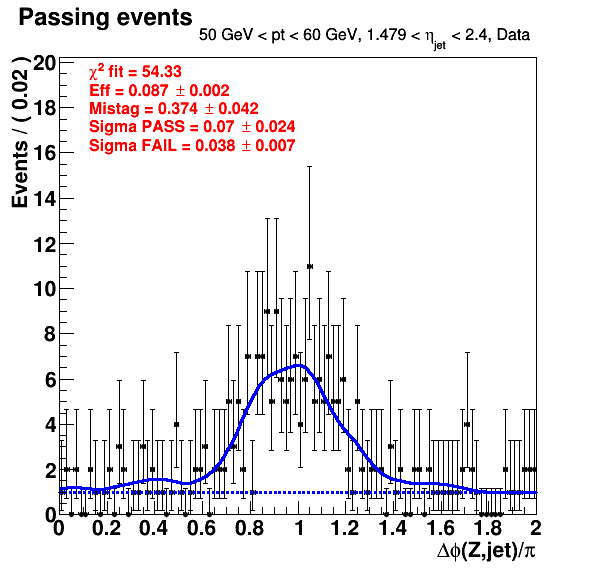 Passing events
50 GeV < pt < 60 GeV, 1.479 < η_jet < 2.4, Data
χ² fit = 54.33
Eff = 0.087 ± 0.002
Mistag = 0.374 ± 0.042
Sigma PASS = 0.07 ± 0.024
Sigma FAIL = 0.038 ± 0.007
Events / ( 0.02 )
20
18
16
14
12
10
8
6
4
2
0
0 0.2 0.4 0.6 0.8 1 1.2 1.4 1.6 1.8 2
Δϕ(Z,jet)/π